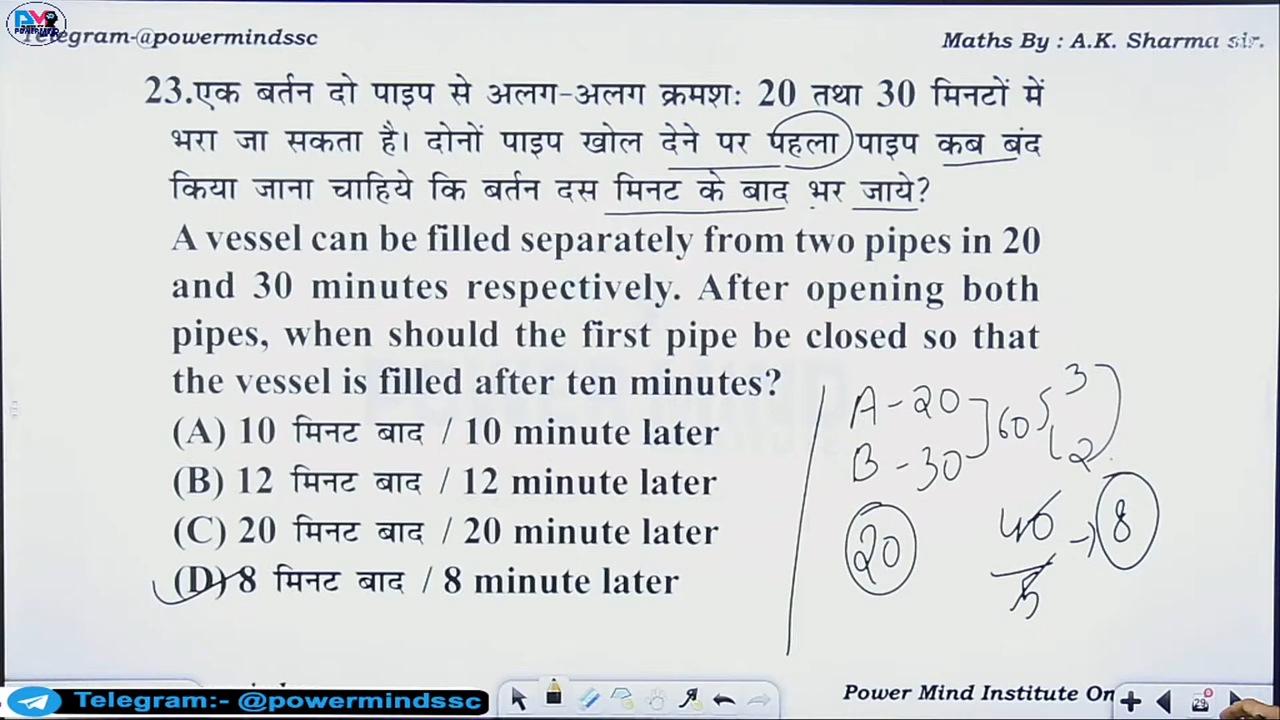 Telegram-@powermindssc
Maths By : A.K. Sharma sir.
23.एक बर्तन दो पाइप से अलग-अलग क्रमशः 20 तथा 30 मिनटों में
भरा जा सकता है। दोनों पाइप खोल देने पर पहला पाइप कब बंद
किया जाना चाहिये कि बर्तन दस मिनट के बाद भर जाये?
A vessel can be filled separately from two pipes in 20
and 30 minutes respectively. After opening both
pipes, when should the first pipe be closed so that
the vessel is filled after ten minutes?
(A) 10 मिनट बाद / 10 minute later
(B) 12 मिनट बाद / 12 minute later
(C) 20 मिनट बाद / 20 minute later
(D) 8 मिनट बाद / 8 minute later
A - 20
B - 30
60
3
2
20
40
5
8
Telegram:- @powermindssc
Power Mind Institute On
29